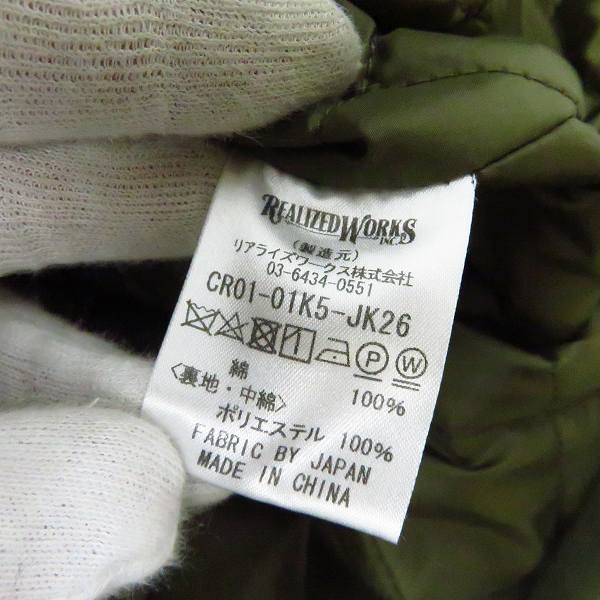 REALIZEDWORKS
INC.
(製造元)
リアライズワークス株式会社
03-6434-0551
CR01-01K5-JK26
P W
綿 100%
〈裏地・中綿〉
ポリエステル 100%
FABRIC BY JAPAN
MADE IN CHINA